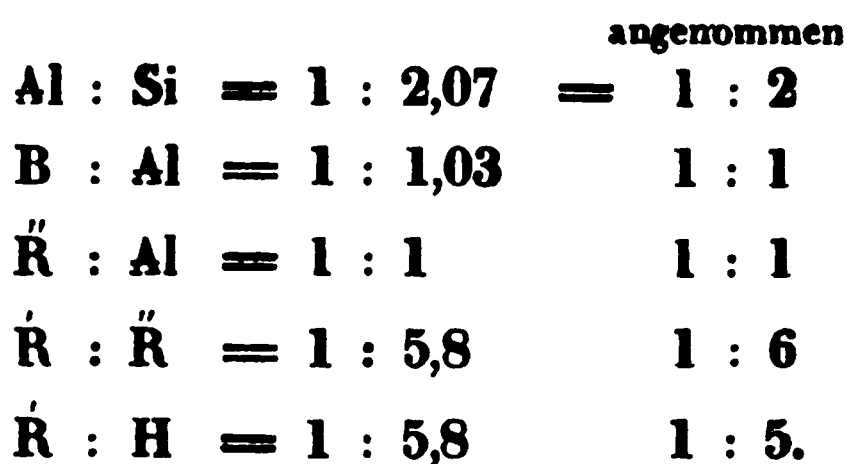 angenommen
Al : Si = 1 : 2,07 = 1 : 2
B : Al = 1 : 1,03 1 : 1
R̋ : Al = 1 : 1 1 : 1
Ŕ : R̋ = 1 : 5,8 1 : 6
Ŕ : H = 1 : 5,8 1 : 5.